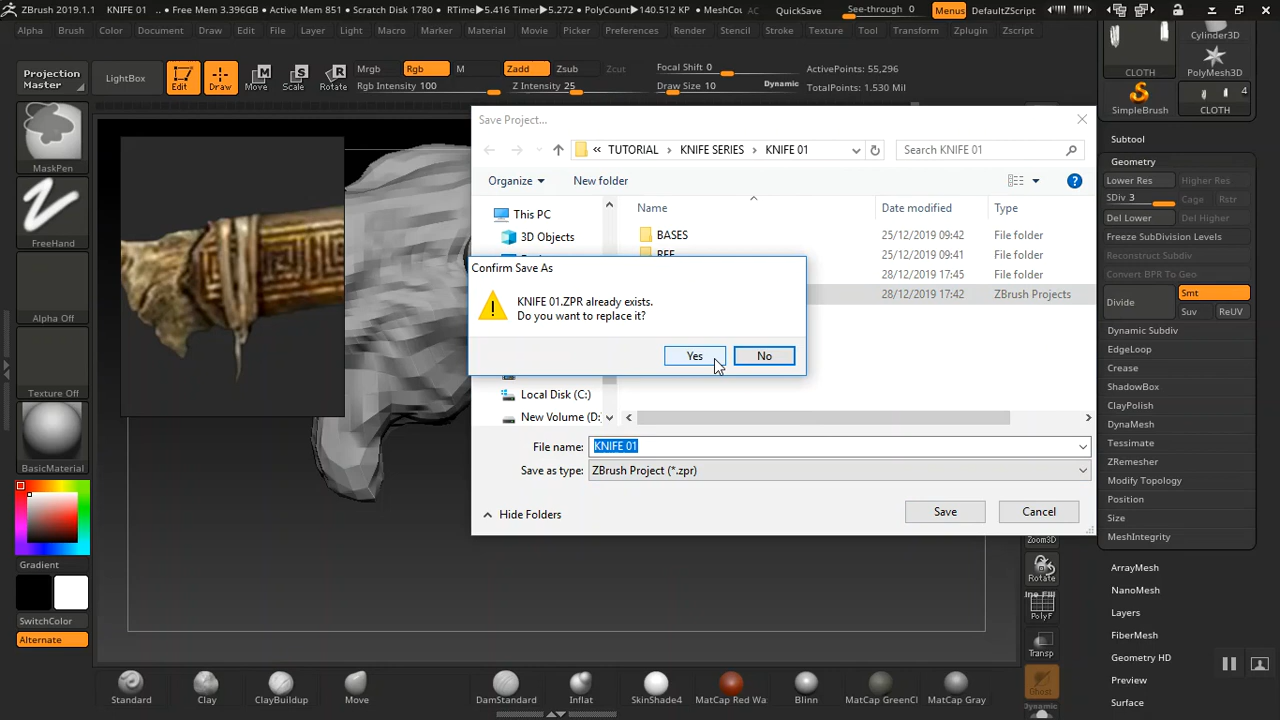 ZBrush 2019.1.1 KNIFE 01 • Free Mem 3.396GB • Active Mem 851 • Scratch Disk 1780 • RTime▶5.416 Timer▶5.272 • PolyCount▶140.512 KP • MeshCou
QuickSave See-through 0 Menus DefaultZScript
Alpha Brush Color Document Draw Edit File Layer Light Macro Marker Material Movie Picker Preferences Render Stencil Stroke Texture Tool Transform Zplugin Zscript
Projection Master
LightBox
Edit Draw Move Scale Rotate
Mrgb Rgb M Zadd Zsub Zcut
Rgb Intensity 100 Z Intensity 25
Focal Shift 0
Draw Size 10 Dynamic
ActivePoints: 55,296
TotalPoints: 1.530 Mil
MaskPen
FreeHand
Alpha Off
Texture Off
BasicMaterial
Gradient
SwitchColor
Alternate
Save Project...
« TUTORIAL › KNIFE SERIES › KNIFE 01
Search KNIFE 01
Organize New folder
Name Date modified Type
This PC
3D Objects
BASES 25/12/2019 09:42 File folder
REF 25/12/2019 09:41 File folder
28/12/2019 17:45 File folder
28/12/2019 17:42 ZBrush Projects
Confirm Save As
KNIFE 01.ZPR already exists.
Do you want to replace it?
Yes No
Local Disk (C:)
New Volume (D:
File name: KNIFE 01
Save as type: ZBrush Project (*.zpr)
Hide Folders Save Cancel
CLOTH
Cylinder3D
PolyMesh3D
SimpleBrush
4
CLOTH
Subtool
Geometry
Lower Res Higher Res
SDiv 3 Cage Rstr
Del Lower Del Higher
Freeze SubDivision Levels
Reconstruct Subdiv
Convert BPR To Geo
Divide Smt
Suv ReUV
Dynamic Subdiv
EdgeLoop
Crease
ShadowBox
ClayPolish
DynaMesh
Tessimate
ZRemesher
Modify Topology
Position
Size
MeshIntegrity
ArrayMesh
NanoMesh
Layers
FiberMesh
Geometry HD
Preview
Surface
Zoom3D
Rotate
PolyF
Transp
Ghost
Dynamic
Standard Clay ClayBuildup Move DamStandard Inflat SkinShade4 MatCap Red Wa Blinn MatCap GreenCl MatCap Gray